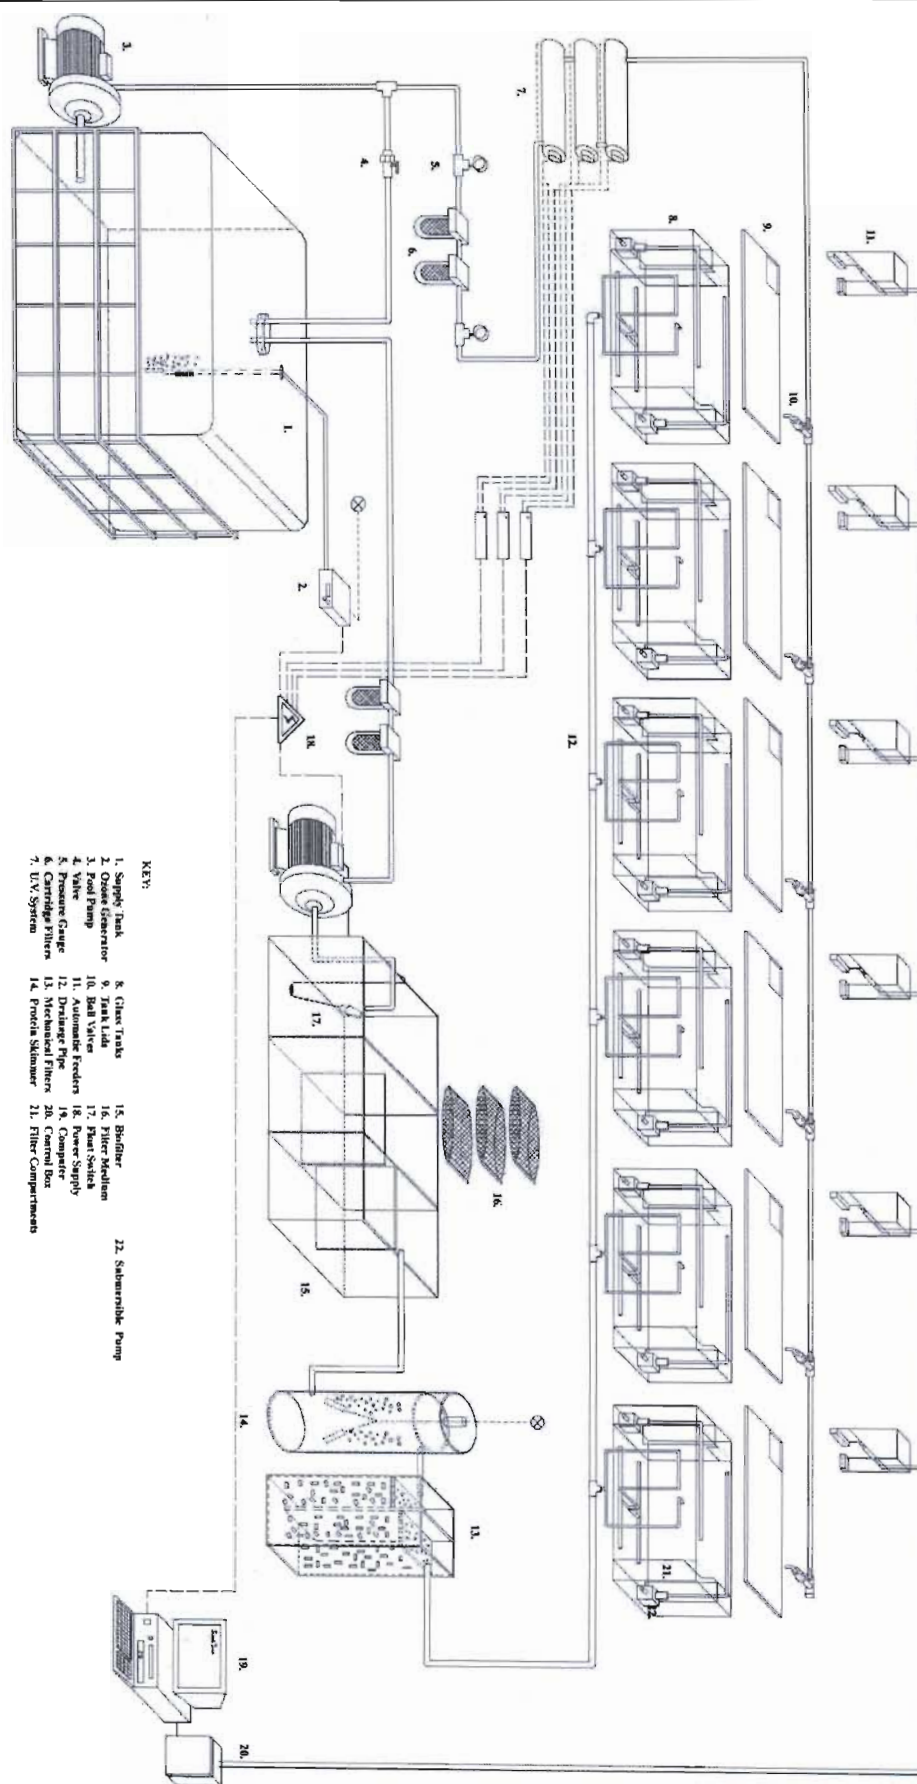 3.
4.
5.
6.
7.
8.
9.
10.
11.
1.
2.
12.
18.
17.
16.
15.
14.
13.
21.
22.
19.
20.
KEY:
1. Supply Tank
2. Ozone Generator
3. Pool Pump
4. Valve
5. Pressure Gauge
6. Cartridge Filters
7. U.V. System
8. Glass Tanks
9. Tank Lids
10. Ball Valves
11. Automatic Feeders
12. Drainage Pipe
13. Mechanical Filters
14. Protein Skimmer
15. Biofilter
16. Filter Medium
17. Float Switch
18. Power Supply
19. Computer
20. Control Box
21. Filter Compartments
22. Submersible Pump